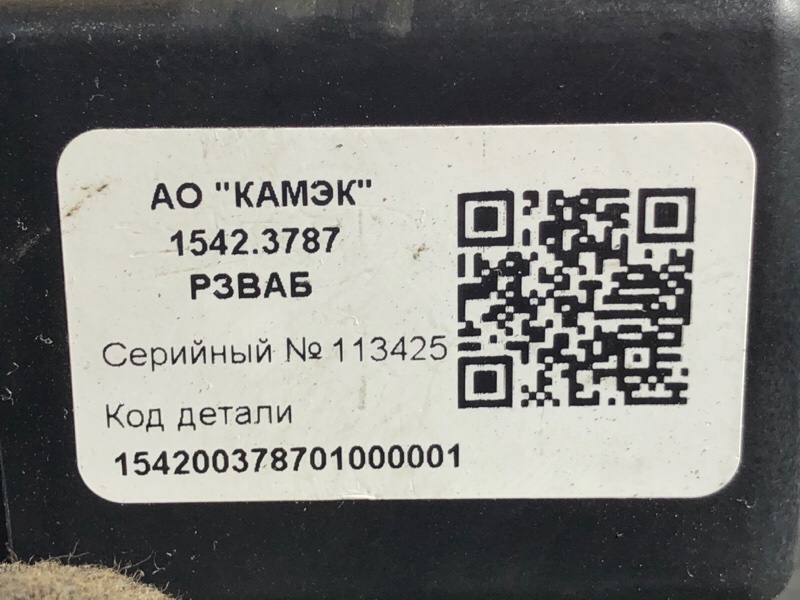 АО "КАМЭК"
1542.3787
РЗВАБ
Серийный № 113425
Код детали
154200378701000001